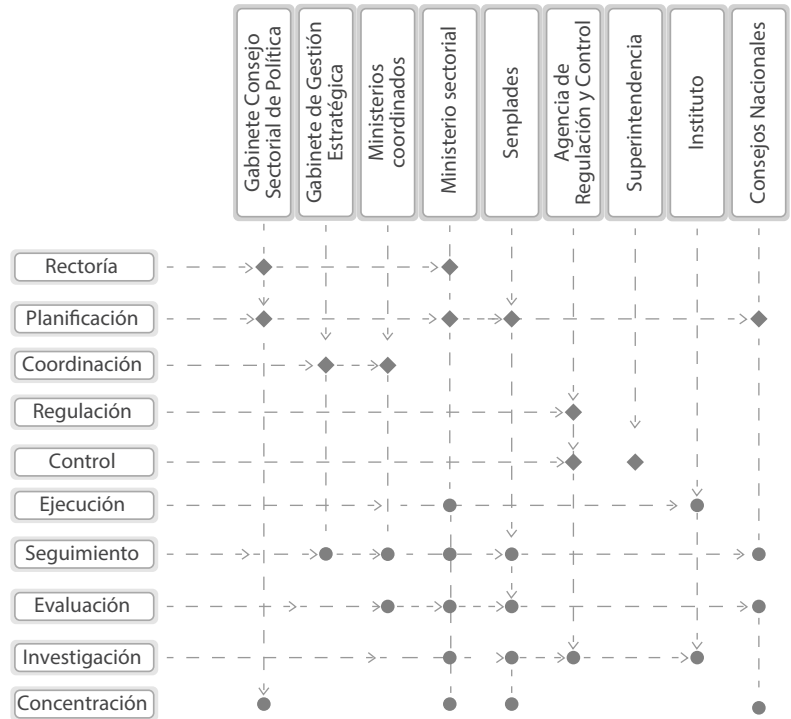 Gabinete Consejo
Sectorial de Política
Gabinete de Gestión
Estratégica
Ministerios
coordinados
Ministerio sectorial
Senplades
Agencia de
Regulación y Control
Superintendencia
Instituto
Consejos Nacionales
Rectoría
Planificación
Coordinación
Regulación
Control
Ejecución
Seguimiento
Evaluación
Investigación
Concentración